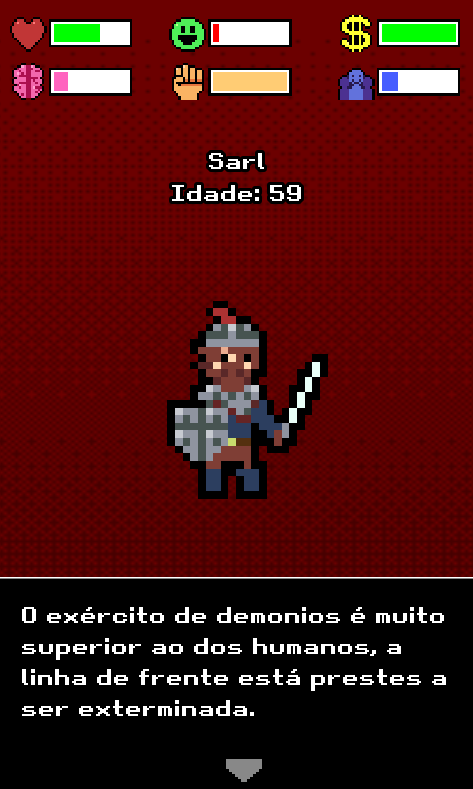 Sarl
Idade: 59
O exército de demonios é muito
superior ao dos humanos, a
linha de frente está prestes a
ser exterminada.